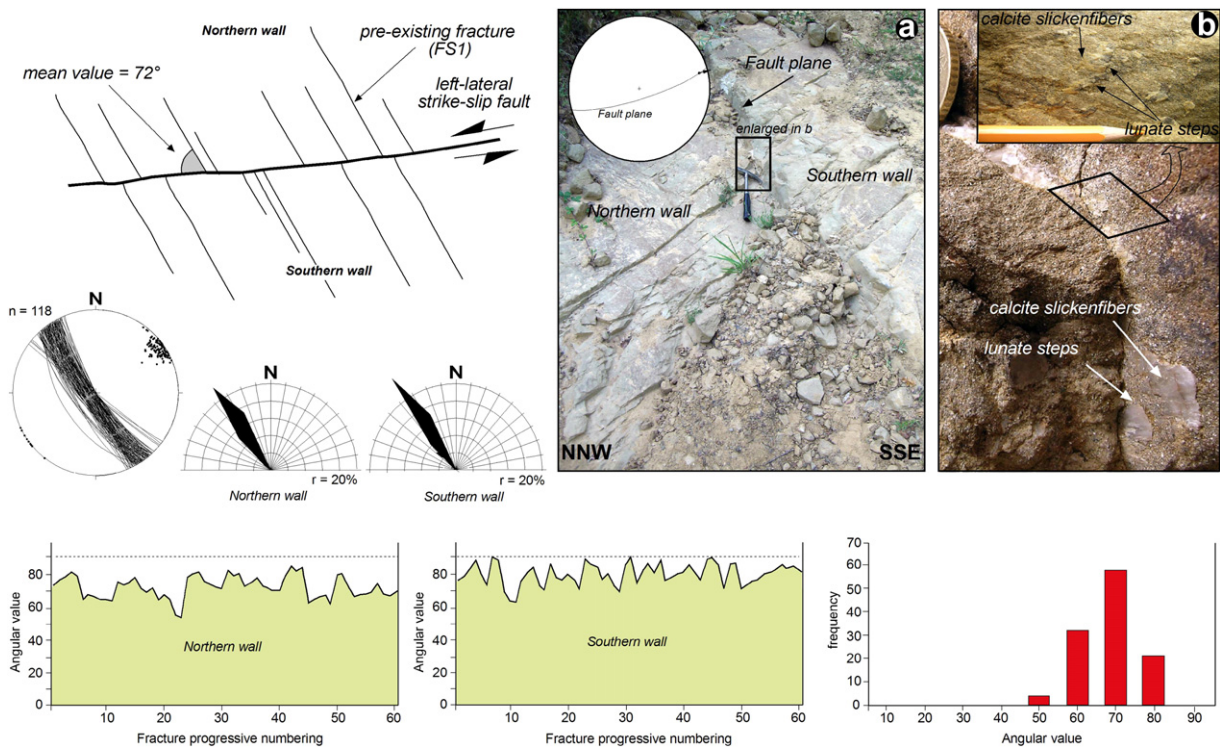 Northern wall
pre-existing fracture
(FS1)
mean value = 72°
left-lateral
strike-slip fault
Southern wall
N
n = 118
N
r = 20%
Northern wall
N
r = 20%
Southern wall
a
Fault plane
Fault plane
enlarged in b
Southern wall
Northern wall
NNW
SSE
b
calcite slickenfibers
lunate steps
calcite slickenfibers
lunate steps
Angular value
80
60
40
20
0
Northern wall
10 20 30 40 50 60
Fracture progressive numbering
Angular value
80
60
40
20
0
Southern wall
10 20 30 40 50 60
Fracture progressive numbering
frequency
70
60
50
40
30
20
10
0
10 20 30 40 50 60 70 80 90
Angular value